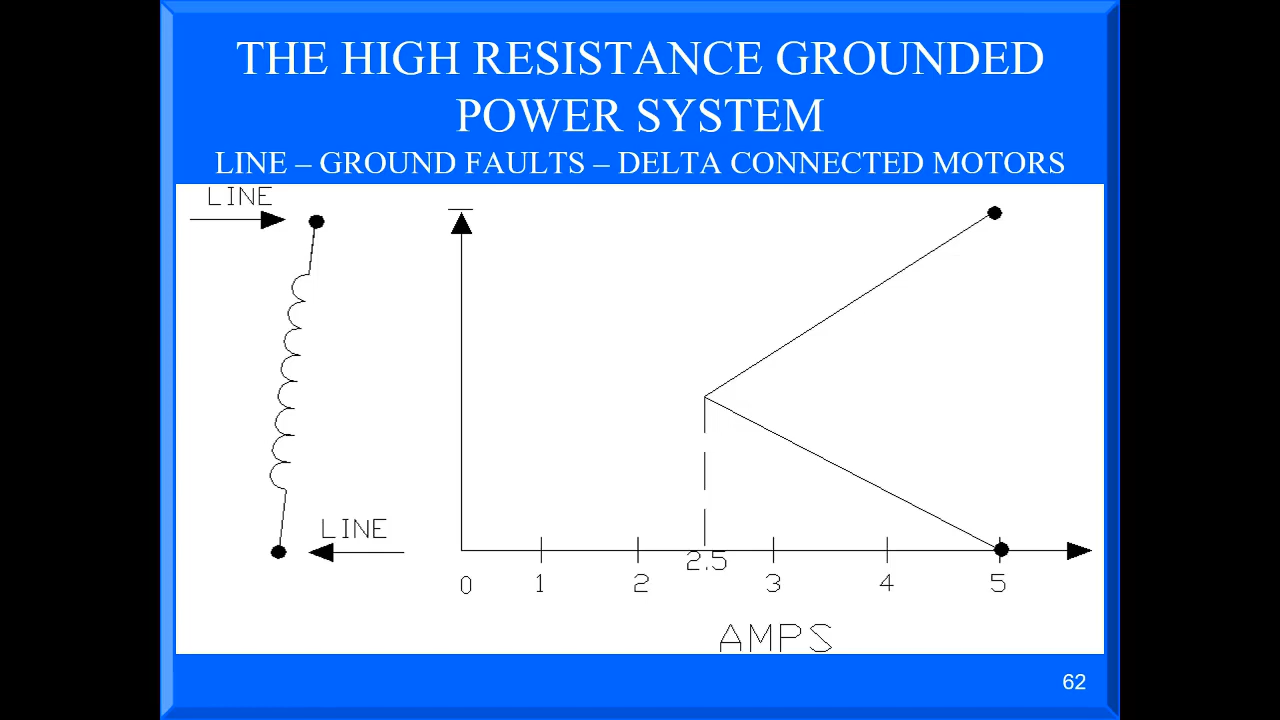 THE HIGH RESISTANCE GROUNDED
POWER SYSTEM
LINE – GROUND FAULTS – DELTA CONNECTED MOTORS
LINE
LINE
2.5
0 1 2 3 4 5
AMPS
62